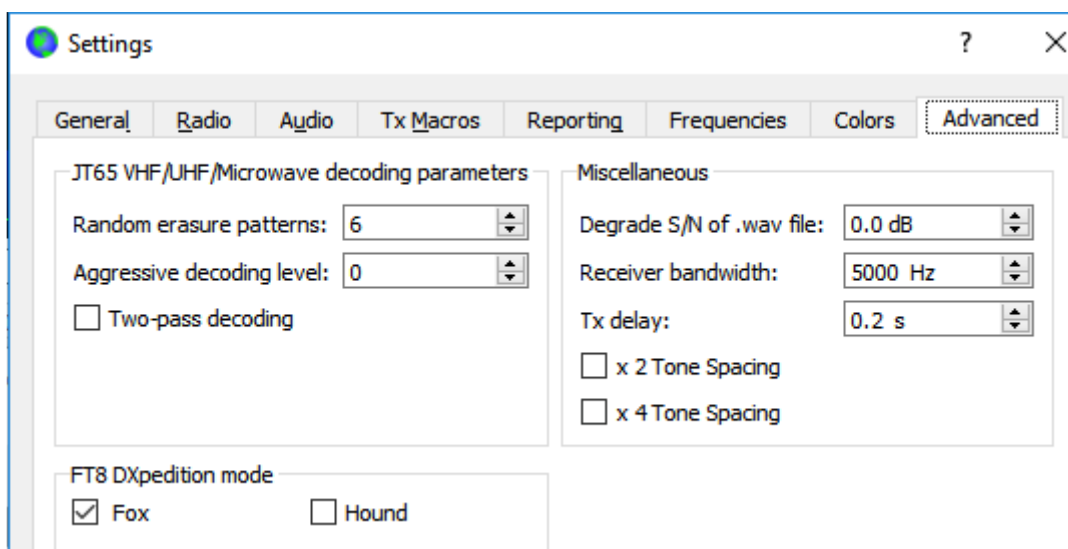 Settings ?
General Radio Audio Tx Macros Reporting Frequencies Colors Advanced
JT65 VHF/UHF/Microwave decoding parameters
Random erasure patterns: 6
Aggressive decoding level: 0
Two-pass decoding
Miscellaneous
Degrade S/N of .wav file: 0.0 dB
Receiver bandwidth: 5000 Hz
Tx delay: 0.2 s
x 2 Tone Spacing
x 4 Tone Spacing
FT8 DXpedition mode
Fox Hound